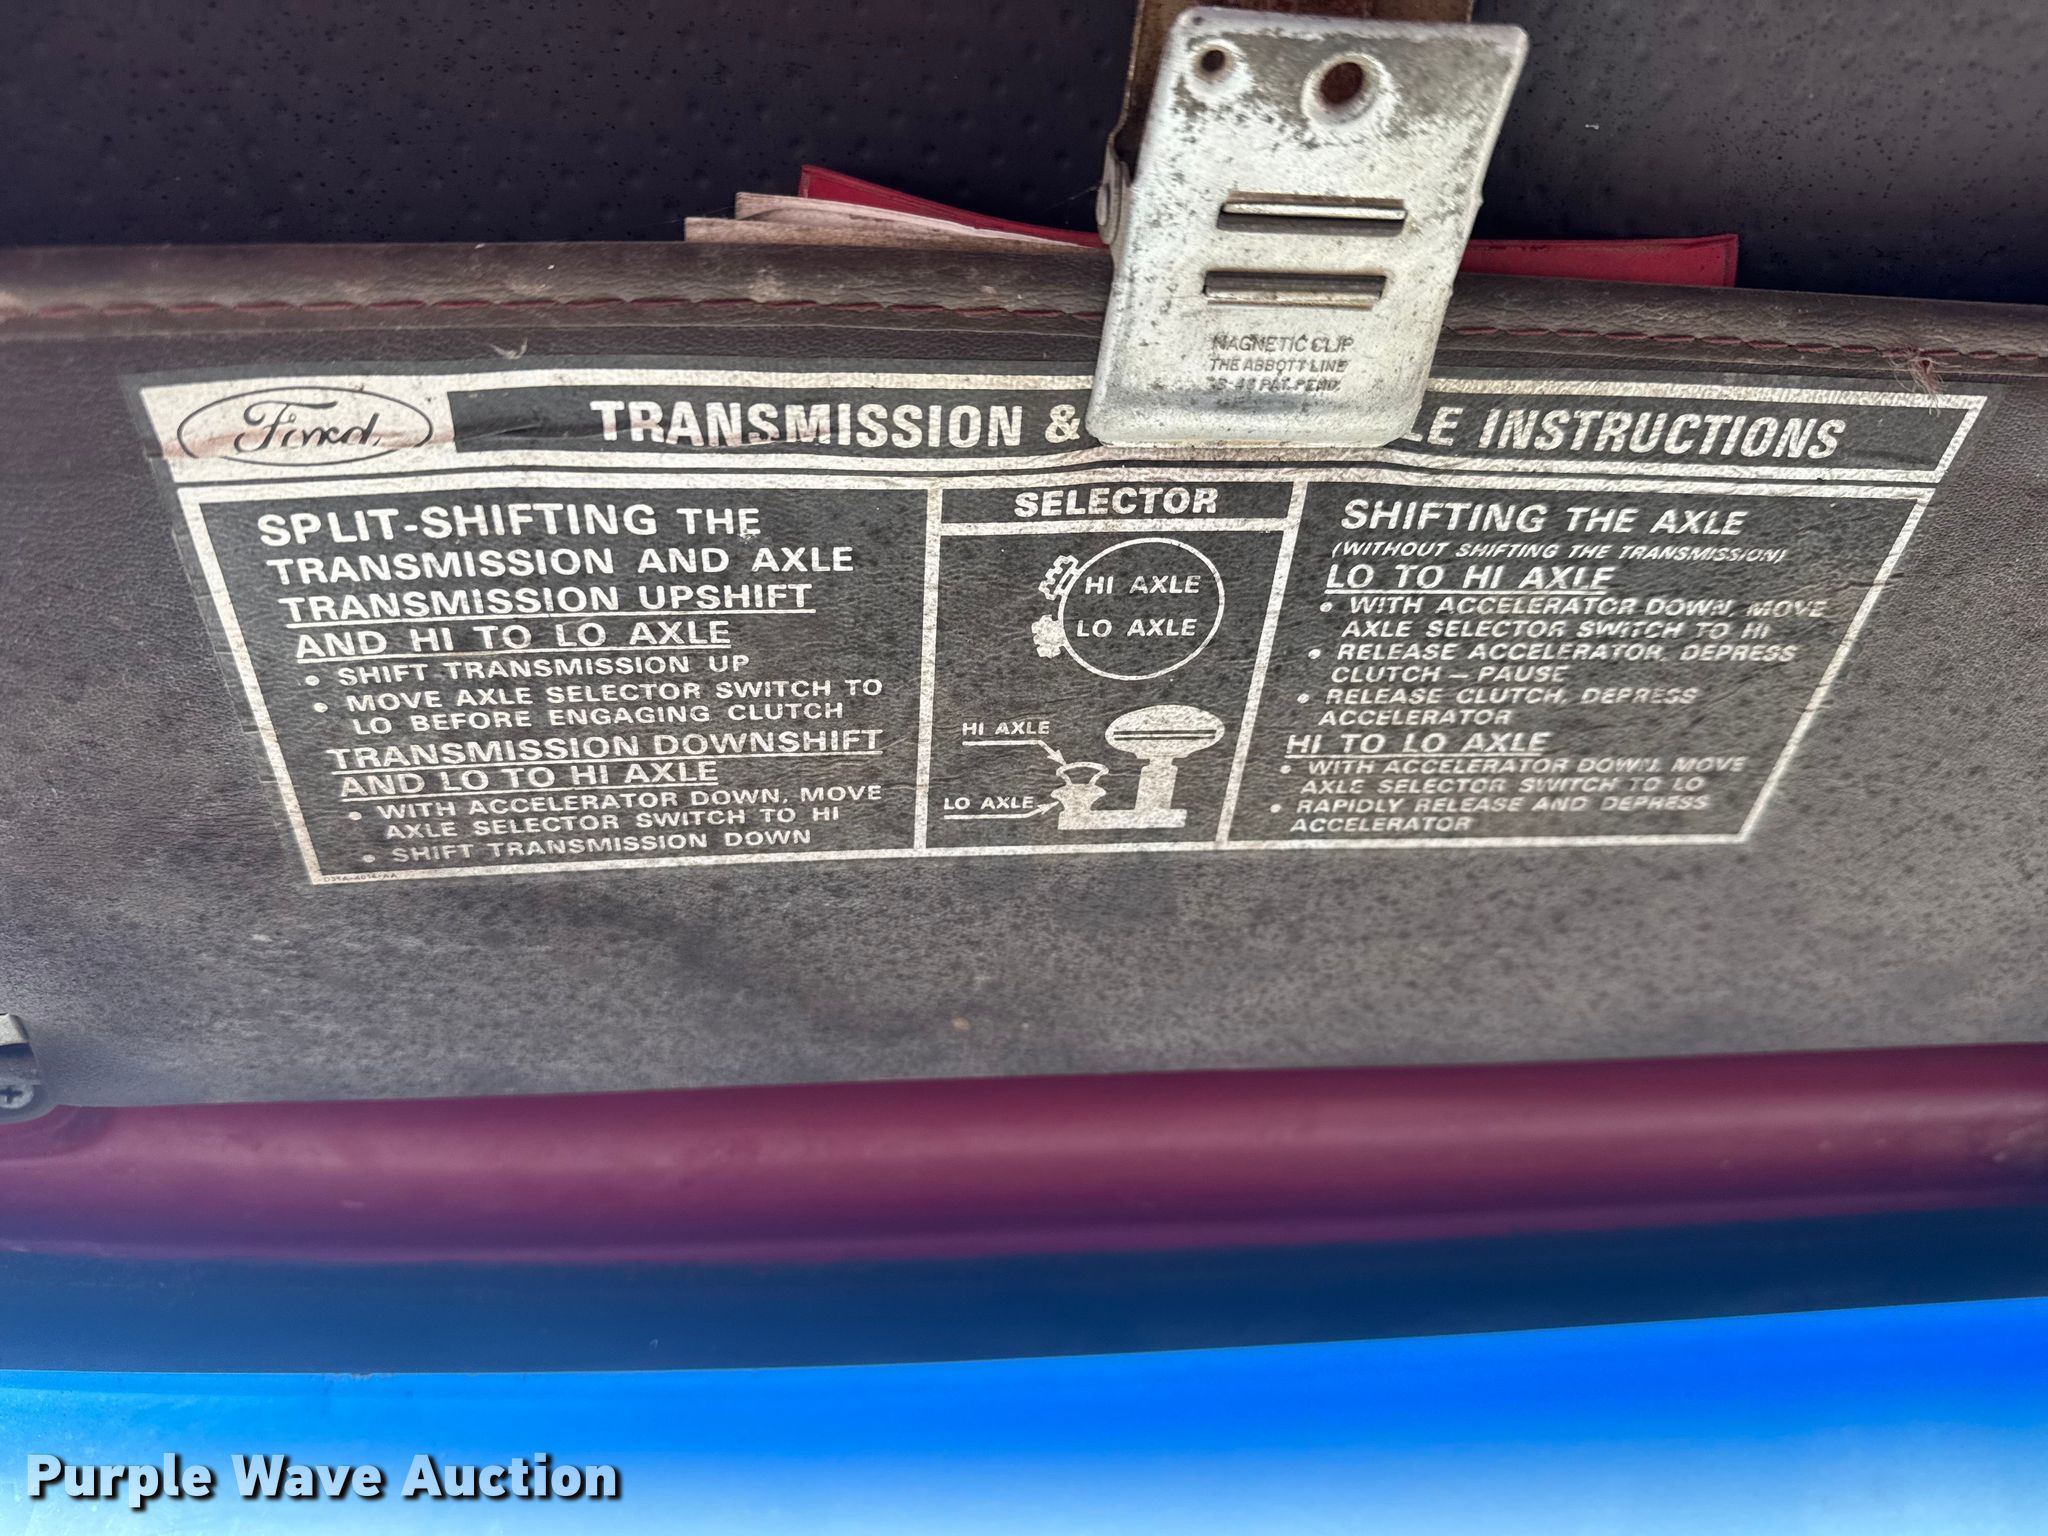 MAGNETIC CLIP
THE ABBOTT LINE
PAT. PEND.
Ford
TRANSMISSION & LE INSTRUCTIONS
SPLIT-SHIFTING THE
TRANSMISSION AND AXLE
TRANSMISSION UPSHIFT
AND HI TO LO AXLE
• SHIFT TRANSMISSION UP
• MOVE AXLE SELECTOR SWITCH TO
LO BEFORE ENGAGING CLUTCH
TRANSMISSION DOWNSHIFT
AND LO TO HI AXLE
• WITH ACCELERATOR DOWN, MOVE
AXLE SELECTOR SWITCH TO HI
• SHIFT TRANSMISSION DOWN
SELECTOR
HI AXLE
LO AXLE
HI AXLE
LO AXLE
SHIFTING THE AXLE
(WITHOUT SHIFTING THE TRANSMISSION)
LO TO HI AXLE
• WITH ACCELERATOR DOWN, MOVE
AXLE SELECTOR SWITCH TO HI
• RELEASE ACCELERATOR, DEPRESS
CLUTCH – PAUSE
• RELEASE CLUTCH, DEPRESS
ACCELERATOR
HI TO LO AXLE
• WITH ACCELERATOR DOWN, MOVE
AXLE SELECTOR SWITCH TO LO
• RAPIDLY RELEASE AND DEPRESS
ACCELERATOR
Purple Wave Auction